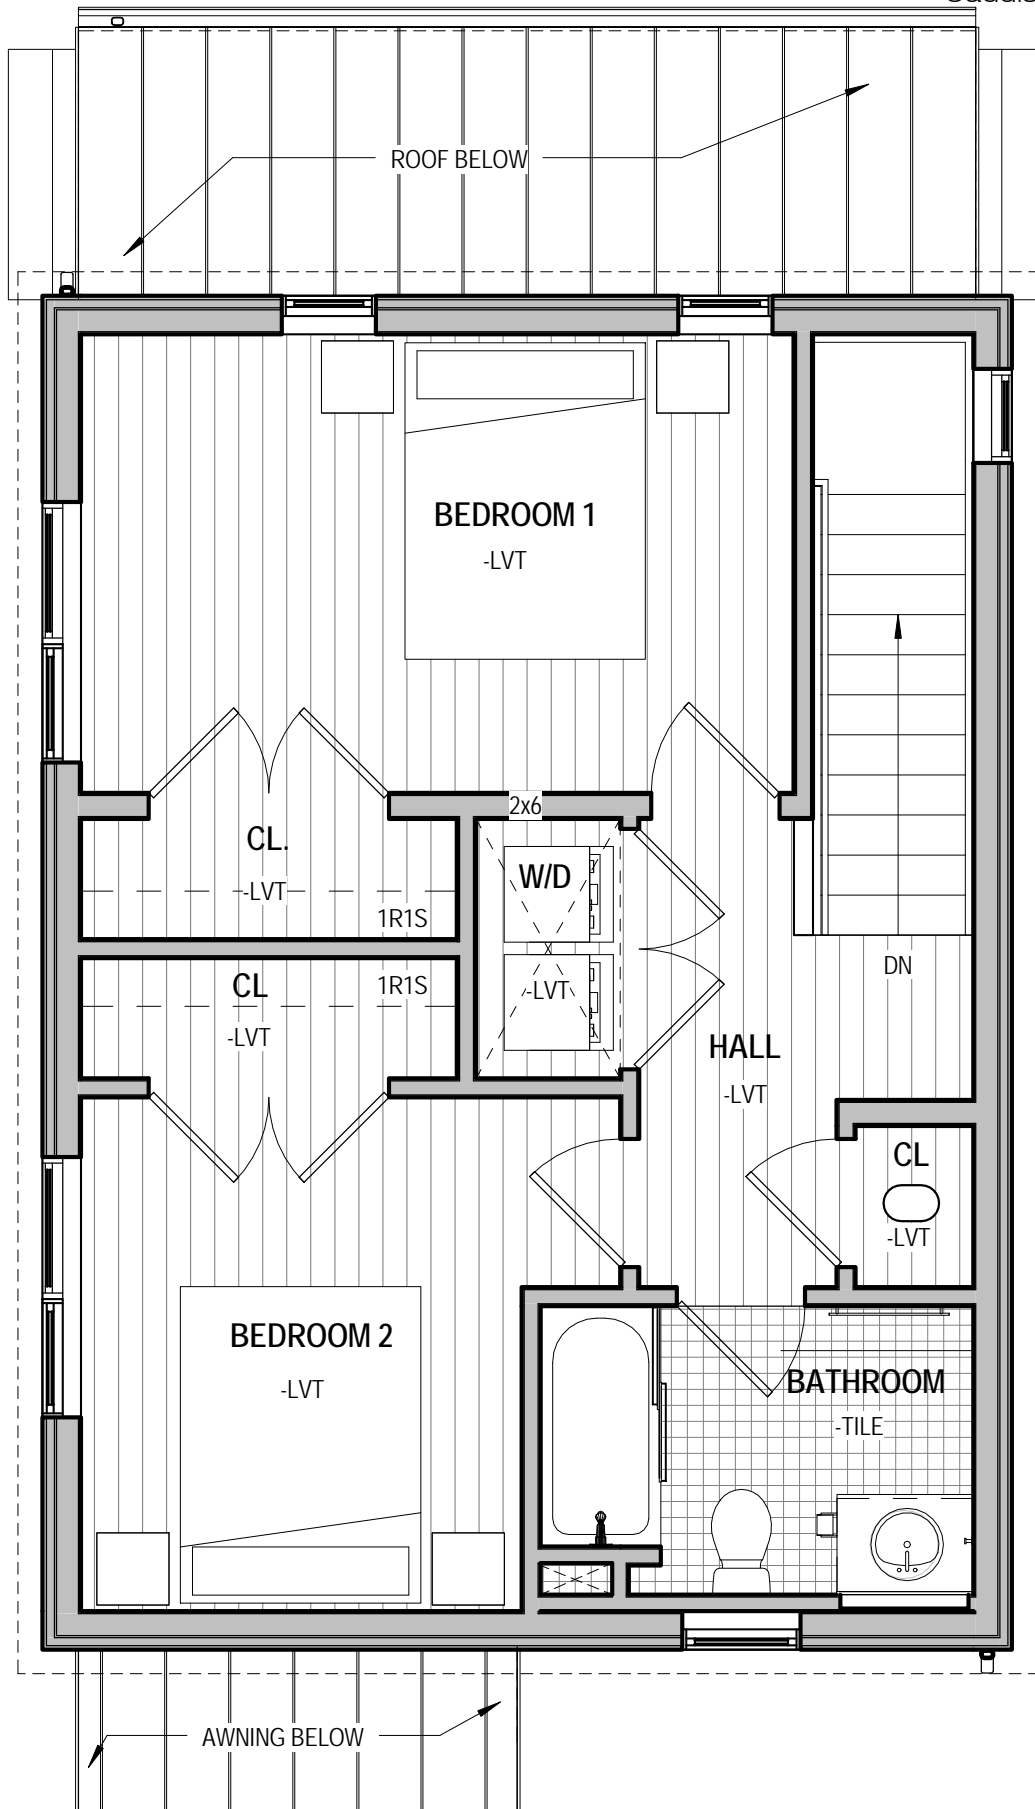 ROOF BELOW
BEDROOM 1
-LVT
2x6
CL.
-LVT
1R1S
W/D
-LVT
CL
1R1S
-LVT
DN
HALL
-LVT
CL
-LVT
BEDROOM 2
-LVT
BATHROOM
-TILE
AWNING BELOW